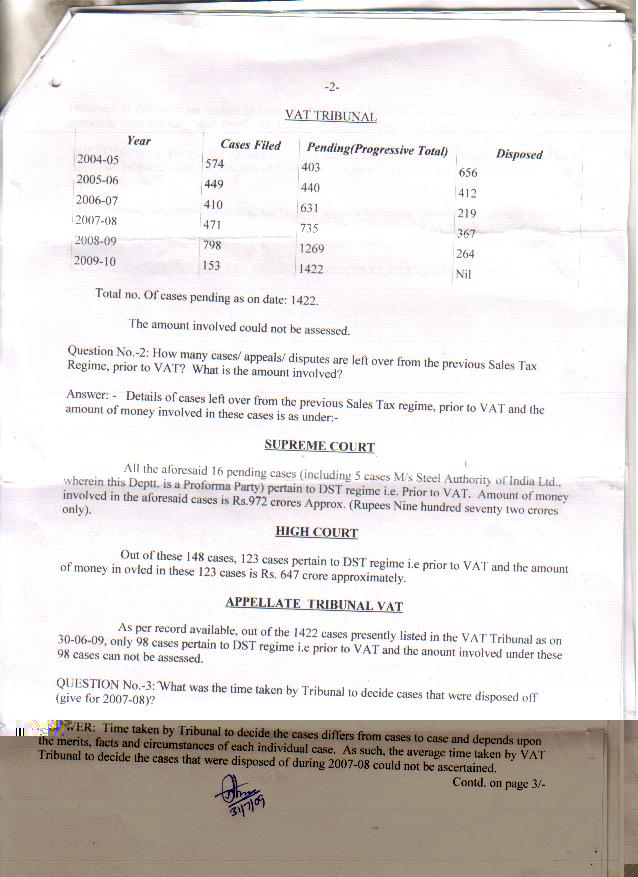 -2-
VAT TRIBUNAL
Year Cases Filed Pending(Progressive Total) Disposed
2004-05 574 403 656
2005-06 449 440 412
2006-07 410 631 219
2007-08 471 735 367
2008-09 798 1269 264
2009-10 153 1422 Nil
Total no. Of cases pending as on date: 1422.
The amount involved could not be assessed.
Question No.-2: How many cases/ appeals/ disputes are left over from the previous Sales Tax
Regime, prior to VAT? What is the amount involved?
Answer: - Details of cases left over from the previous Sales Tax regime, prior to VAT and the
amount of money involved in these cases is as under:-
SUPREME COURT
All the aforesaid 16 pending cases (including 5 cases M/s Steel Authority of India Ltd.,
wherein this Deptt. is a Proforma Party) pertain to DST regime i.e. Prior to VAT. Amount of money
involved in the aforesaid cases is Rs.972 crores Approx. (Rupees Nine hundred seventy two crores
only).
HIGH COURT
Out of these 148 cases, 123 cases pertain to DST regime i.e prior to VAT and the amount
of money in ovled in these 123 cases is Rs. 647 crore approximately.
APPELLATE TRIBUNAL VAT
As per record available, out of the 1422 cases presently listed in the VAT Tribunal as on
30-06-09, only 98 cases pertain to DST regime i.e prior to VAT and the anount involved under these
98 cases can not be assessed.
QUESTION No.-3: What was the time taken by Tribunal to decide cases that were disposed off
(give for 2007-08)?
WER: Time taken by Tribunal to decide the cases differs from cases to case and depends upon
the merits, facts and circumstances of each individual case. As such, the average time taken by VAT
Tribunal to decide the cases that were disposed of during 2007-08 could not be ascertained.
Contd. on page 3/-
31/7/09